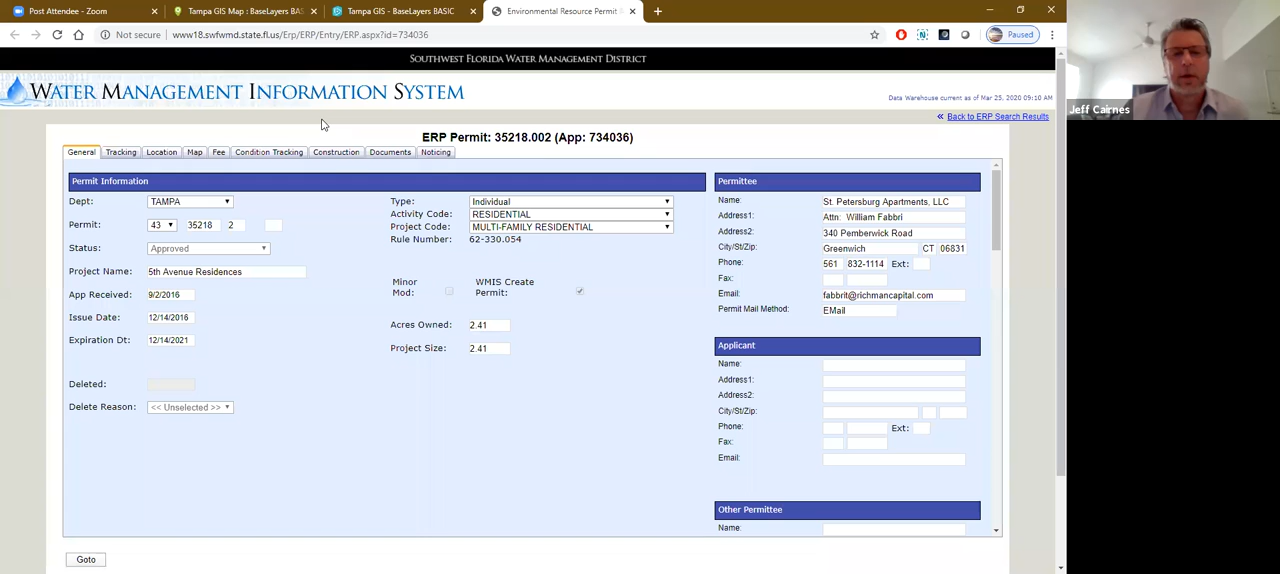 Post Attendee - Zoom
Tampa GIS Map : BaseLayers BAS
Tampa GIS - BaseLayers BASIC
Environmental Resource Permit
Not secure
www18.swfwmd.state.fl.us/Erp/ERP/Entry/ERP.aspx?id=734036
Paused
SOUTHWEST FLORIDA WATER MANAGEMENT DISTRICT
WATER MANAGEMENT INFORMATION SYSTEM
Data Warehouse current as of Mar 25, 2020 09:10 AM
Jeff Cairnes
« Back to ERP Search Results
ERP Permit: 35218.002 (App: 734036)
General Tracking Location Map Fee Condition Tracking Construction Documents Noticing
Permit Information
Dept: TAMPA
Permit: 43 35218 2
Status: Approved
Project Name: 5th Avenue Residences
App Received: 9/2/2016
Issue Date: 12/14/2016
Expiration Dt: 12/14/2021
Deleted:
Delete Reason: << Unselected >>
Type: Individual
Activity Code: RESIDENTIAL
Project Code: MULTI-FAMILY RESIDENTIAL
Rule Number: 62-330.054
Minor Mod:
WMIS Create Permit:
Acres Owned: 2.41
Project Size: 2.41
Permittee
Name: St. Petersburg Apartments, LLC
Address1: Attn: William Fabbri
Address2: 340 Pemberwick Road
City/St/Zip: Greenwich CT 06831
Phone: 561 832-1114 Ext:
Fax:
Email: fabbrit@richmancapital.com
Permit Mail Method: EMail
Applicant
Name:
Address1:
Address2:
City/St/Zip:
Phone: Ext:
Fax:
Email:
Other Permittee
Name:
Goto